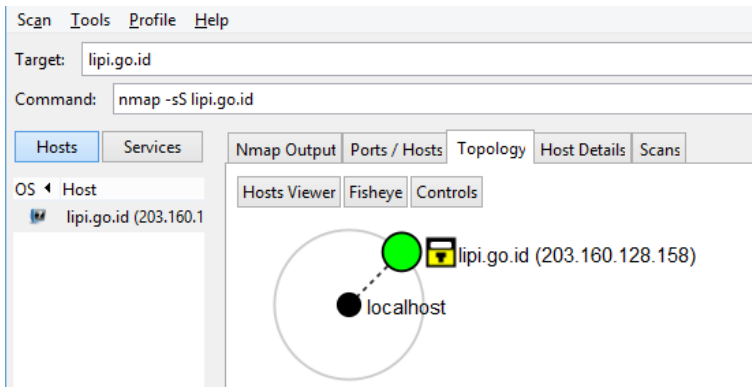 Scan Tools Profile Help
Target: lipi.go.id
Command: nmap -sS lipi.go.id
Hosts Services Nmap Output Ports / Hosts Topology Host Details Scans
OS Host Hosts Viewer Fisheye Controls
lipi.go.id (203.160.1
lipi.go.id (203.160.128.158)
localhost